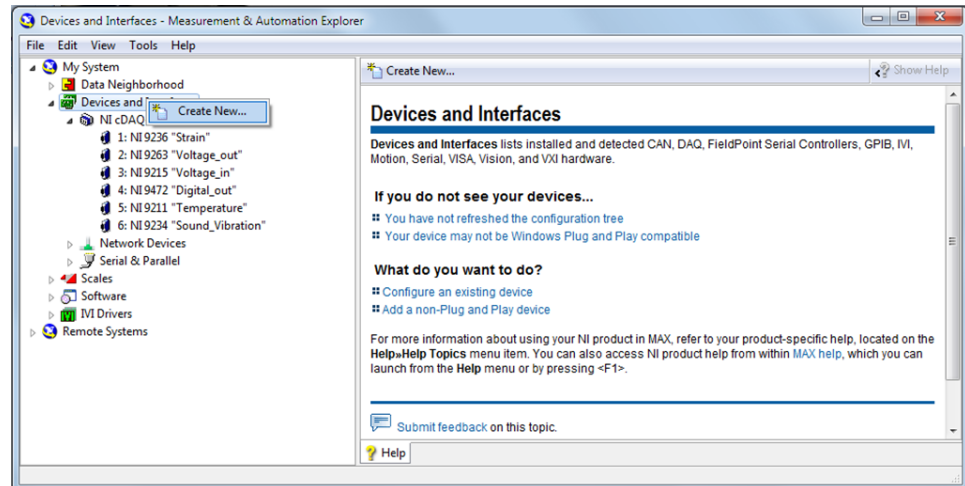 Devices and Interfaces - Measurement & Automation Explorer
File Edit View Tools Help
My System
Data Neighborhood
Devices and
Create New...
NI cDAQ
1: NI 9236 "Strain"
2: NI 9263 "Voltage_out"
3: NI 9215 "Voltage_in"
4: NI 9472 "Digital_out"
5: NI 9211 "Temperature"
6: NI 9234 "Sound_Vibration"
Network Devices
Serial & Parallel
Scales
Software
IVI Drivers
Remote Systems
Create New...
Show Help
Devices and Interfaces
Devices and Interfaces lists installed and detected CAN, DAQ, FieldPoint Serial Controllers, GPIB, IVI,
Motion, Serial, VISA, Vision, and VXI hardware.
If you do not see your devices...
You have not refreshed the configuration tree
Your device may not be Windows Plug and Play compatible
What do you want to do?
Configure an existing device
Add a non-Plug and Play device
For more information about using your NI product in MAX, refer to your product-specific help, located on the
Help»Help Topics menu item. You can also access NI product help from within MAX help, which you can
launch from the Help menu or by pressing <F1>.
Submit feedback on this topic.
Help